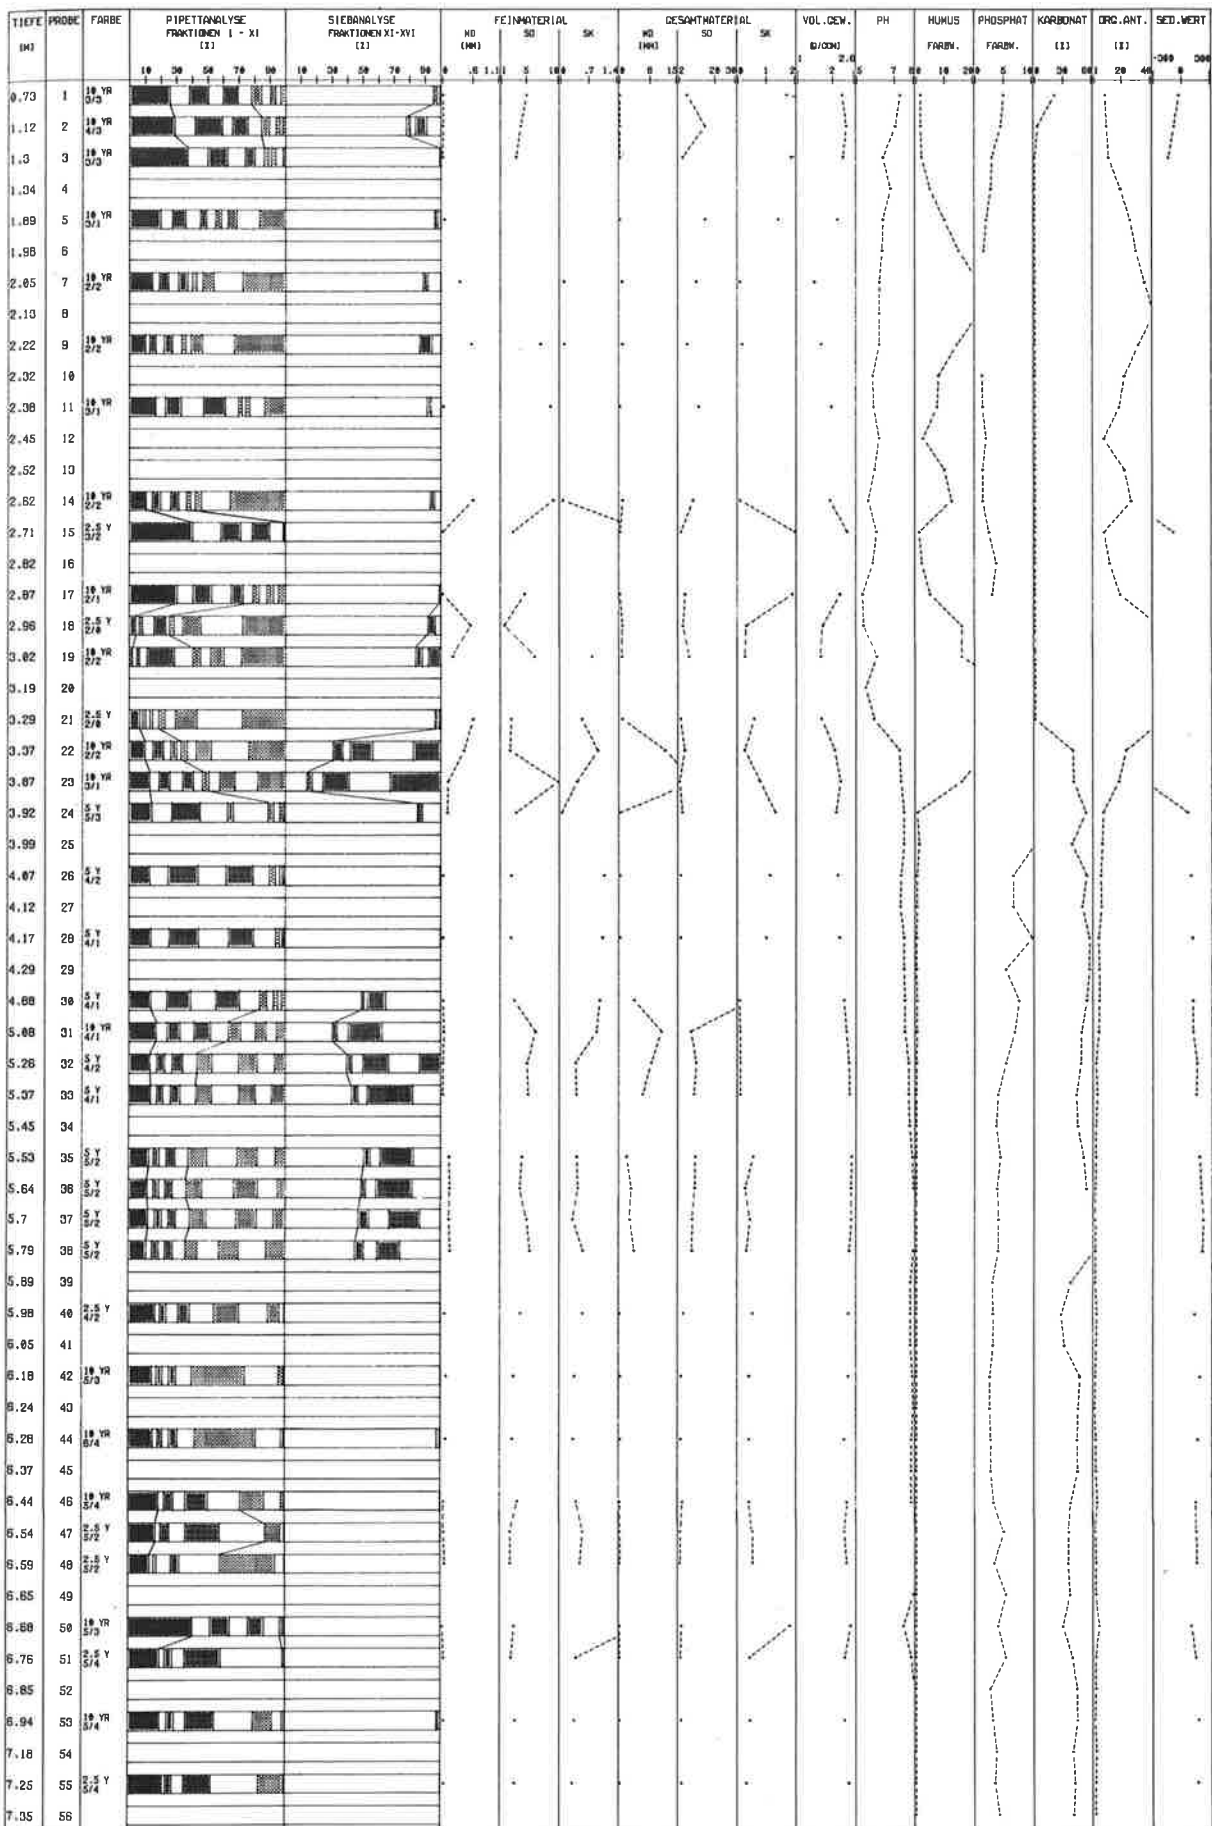 TIEFE PROBE FARBE PIPETTANALYSE SIEBANALYSE FEINMATERIAL GESAMTMATERIAL VOL.GEW. PH HUMUS PHOSPHAT KARBONAT ORG.ANT. SED.WERT
FRAKTIONEN I - XI FRAKTIONEN XI-XVI MD SO SK MD SO SK
[M] [%] [%] [MM] [MM] FARBW. FARBW. [%] [%]
10 30 50 70 90 10 30 50 70 90
0.73 1 10 YR 3/3
1.12 2 10 YR 4/3
1.3 3 10 YR 3/3
1.34 4
1.89 5 10 YR 3/1
1.98 6
2.05 7 10 YR 2/2
2.13 8
2.22 9 10 YR 2/2
2.32 10
2.38 11 10 YR 3/1
2.45 12
2.52 13
2.62 14 10 YR 2/2
2.71 15 2.5 Y 3/2
2.82 16
2.87 17 10 YR 2/1
2.96 18 2.5 Y 2/0
3.02 19 10 YR 2/2
3.19 20
3.29 21 2.5 Y 2/0
3.37 22 10 YR 2/2
3.87 23 10 YR 3/1
3.92 24 5 Y 5/3
3.99 25
4.07 26 5 Y 4/2
4.12 27
4.17 28 5 Y 4/1
4.29 29
4.88 30 5 Y 4/1
5.08 31 10 YR 4/1
5.26 32 5 Y 4/2
5.37 33 5 Y 4/1
5.45 34
5.53 35 5 Y 5/2
5.64 36 5 Y 5/2
5.7 37 5 Y 5/2
5.79 38 5 Y 5/2
5.89 39
5.98 40 2.5 Y 4/2
6.05 41
6.18 42 10 YR 5/3
6.24 43
6.28 44 10 YR 6/4
6.37 45
6.44 46 10 YR 5/4
6.54 47 2.5 Y 5/2
6.59 48 2.5 Y 5/2
6.65 49
6.68 50 10 YR 5/3
6.76 51 2.5 Y 5/4
6.85 52
6.94 53 10 YR 5/4
7.18 54
7.25 55 2.5 Y 5/4
7.35 56